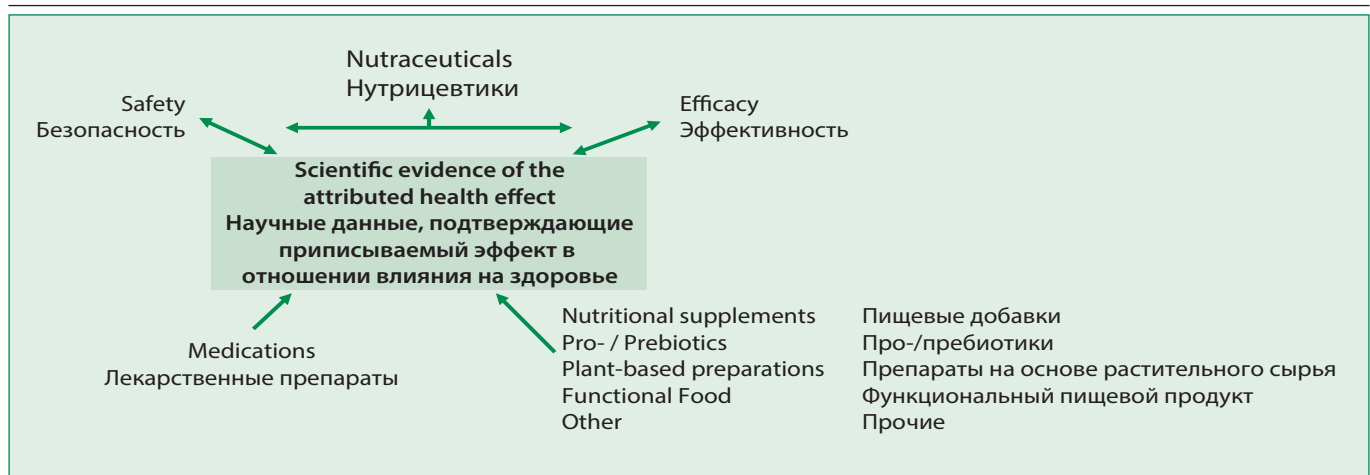 Nutraceuticals
Нутрицевтики
Safety
Безопасность
Efficacy
Эффективность
Scientific evidence of the
attributed health effect
Научные данные, подтверждающие
приписываемый эффект в
отношении влияния на здоровье
Medications
Лекарственные препараты
Nutritional supplements
Pro- / Prebiotics
Plant-based preparations
Functional Food
Other
Пищевые добавки
Про-/пребиотики
Препараты на основе растительного сырья
Функциональный пищевой продукт
Прочие